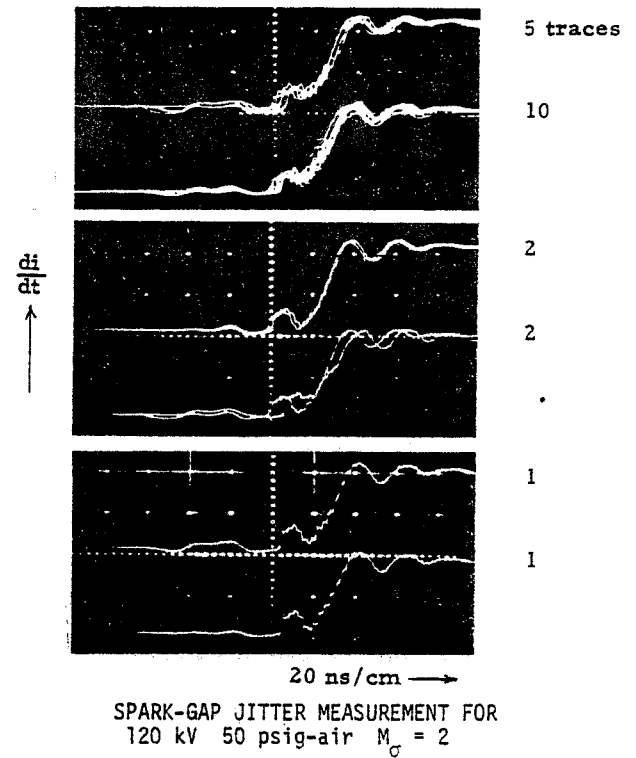 5 traces
10
di
dt
2
2
1
1
20 ns/cm
SPARK-GAP JITTER MEASUREMENT FOR
120 kV 50 psig-air Mσ = 2